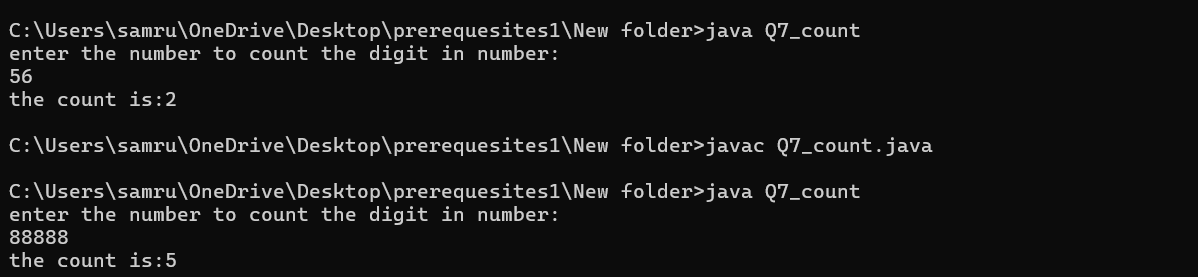 C:\Users\samru\OneDrive\Desktop\prerequesites1\New folder>java Q7_count
enter the number to count the digit in number:
56
the count is:2
C:\Users\samru\OneDrive\Desktop\prerequesites1\New folder>javac Q7_count.java
C:\Users\samru\OneDrive\Desktop\prerequesites1\New folder>java Q7_count
enter the number to count the digit in number:
88888
the count is:5